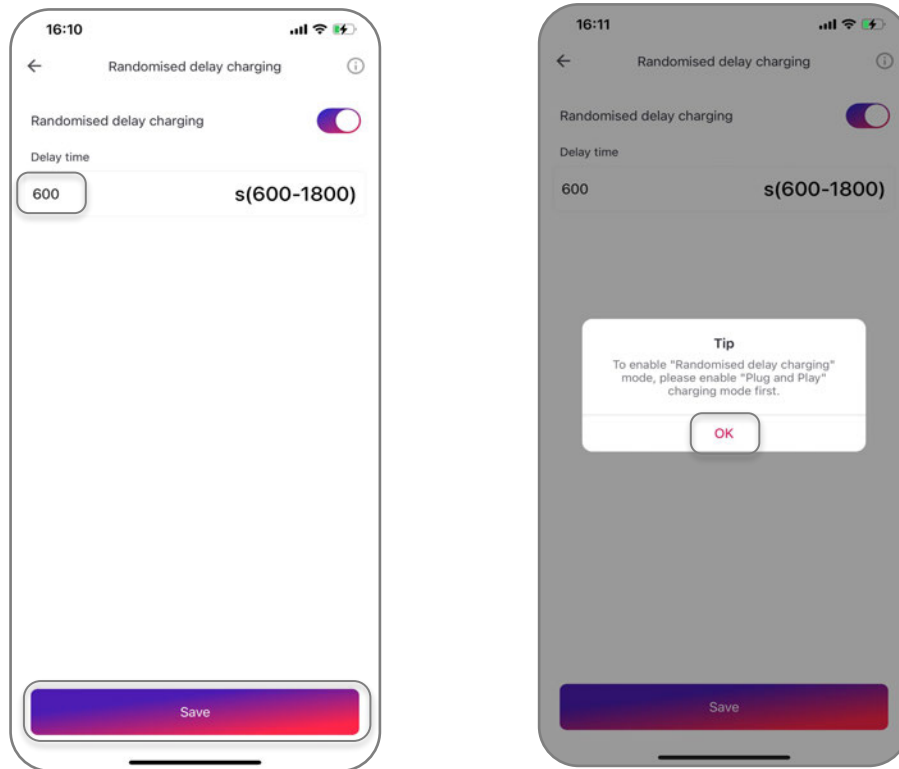 16:10
Randomised delay charging
Randomised delay charging
Delay time
600 s(600-1800)
Save
16:11
Randomised delay charging
Randomised delay charging
Delay time
600 s(600-1800)
Tip
To enable "Randomised delay charging"
mode, please enable "Plug and Play"
charging mode first.
OK
Save